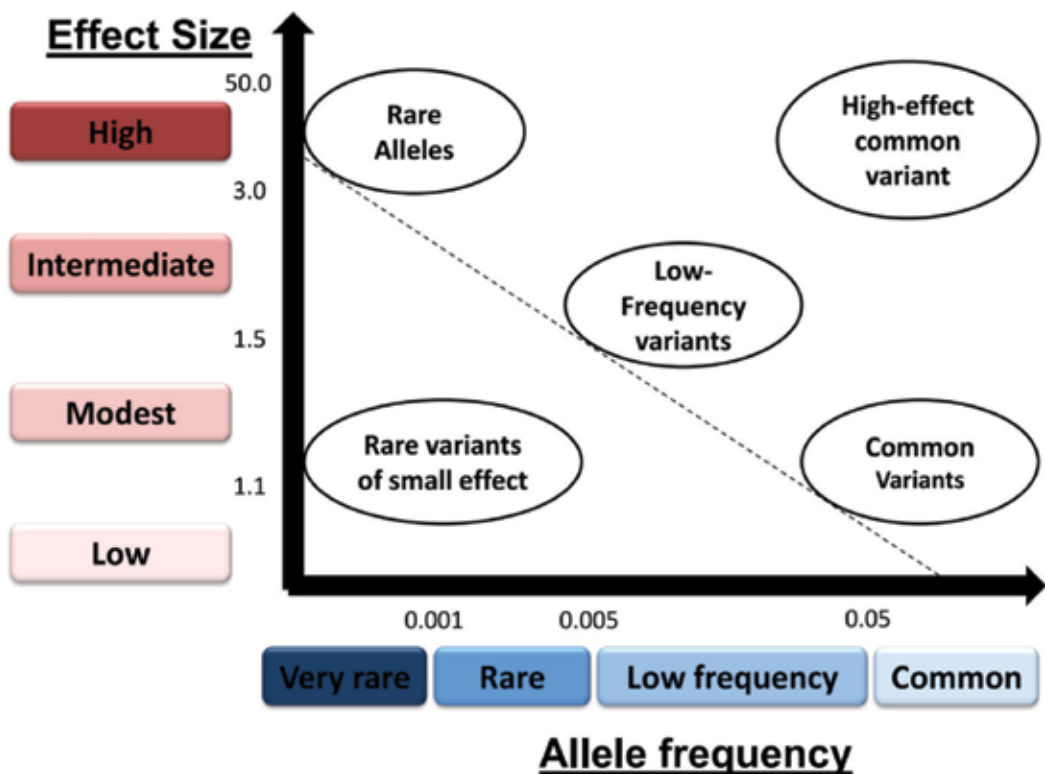 Effect Size
50.0
High
Rare
Alleles
High-effect
common
variant
3.0
Intermediate
Low-
Frequency
variants
1.5
Modest
Rare variants
of small effect
Common
Variants
1.1
Low
0.001
0.005
0.05
Very rare
Rare
Low frequency
Common
Allele frequency